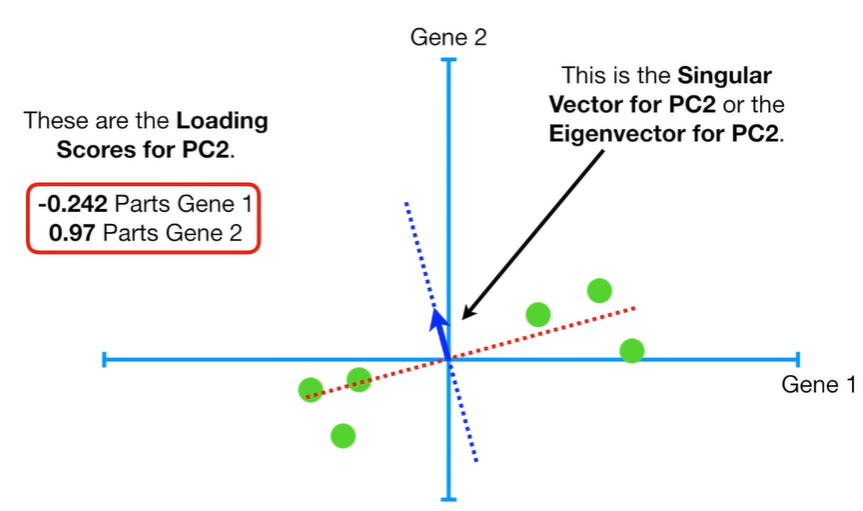 Gene 2
This is the Singular
Vector for PC2 or the
Eigenvector for PC2.
These are the Loading
Scores for PC2.
-0.242 Parts Gene 1
0.97 Parts Gene 2
Gene 1